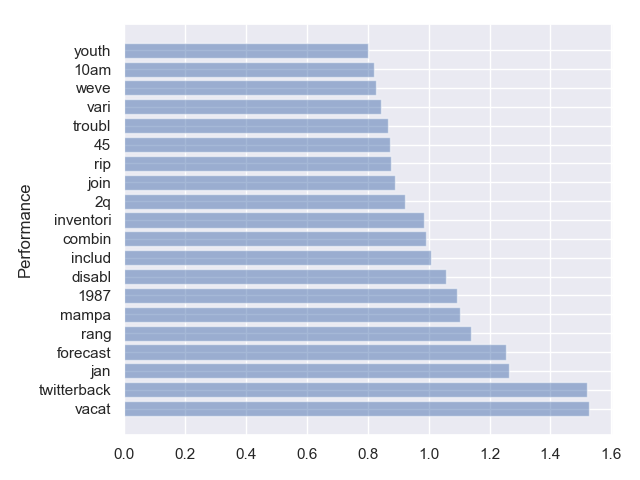 youth
10am
weve
vari
troubl
45
rip
join
2q
inventori
combin
includ
disabl
1987
mampa
rang
forecast
jan
twitterback
vacat
Performance
0.0 0.2 0.4 0.6 0.8 1.0 1.2 1.4 1.6